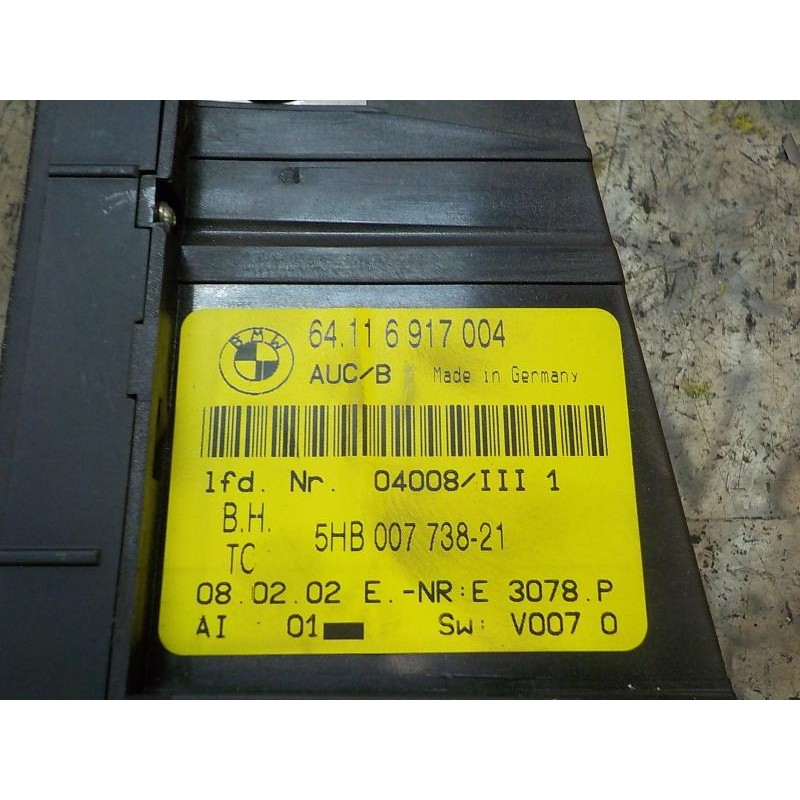 BMW
64.11 6 917 004
AUC/B Made in Germany
lfd. Nr. 04008/III 1
B.H.
TC 5HB 007 738-21
08.02.02 E.-NR:E 3078.P
AI 01 Sw: V007 0